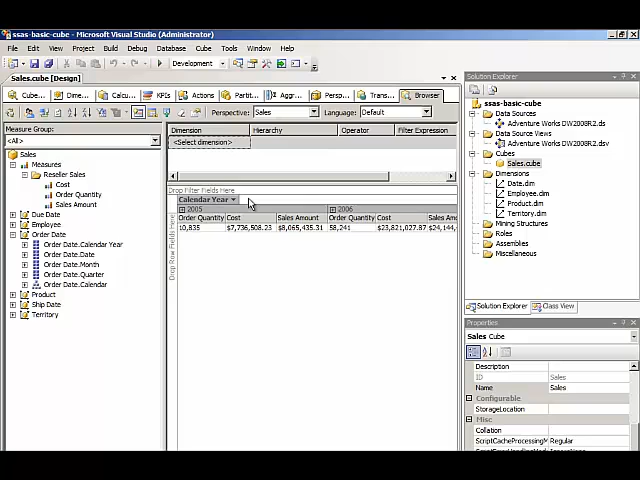 ssas-basic-cube - Microsoft Visual Studio (Administrator)
File Edit View Project Build Debug Database Cube Tools Window Help
Development
Sales.cube [Design]
Cube... Dime... Calcu... KPIs Actions Partit... Aggr... Persp... Trans... Browser
Perspective: Sales Language: Default
Measure Group:
<All>
Sales
Measures
Reseller Sales
Cost
Order Quantity
Sales Amount
Due Date
Employee
Order Date
Order Date.Calendar Year
Order Date.Date
Order Date.Month
Order Date.Quarter
Order Date.Calendar
Product
Ship Date
Territory
Dimension Hierarchy Operator Filter Expression
<Select dimension>
Drop Filter Fields Here
Calendar Year
2005 2006
Order Quantity Cost Sales Amount Order Quantity Cost Sales Am
10,835 $7,736,508.23 $8,065,435.31 58,241 $23,821,027.87 $24,144,
Drop Row Fields Here
Solution Explorer
ssas-basic-cube
Data Sources
Adventure Works DW2008R2.ds
Data Source Views
Adventure Works DW2008R2.dsv
Cubes
Sales.cube
Dimensions
Date.dim
Employee.dim
Product.dim
Territory.dim
Mining Structures
Roles
Assemblies
Miscellaneous
Solution Explorer Class View
Properties
Sales Cube
Description
ID Sales
Name Sales
Configurable
StorageLocation
Misc
Collation
ScriptCacheProcessingM Regular